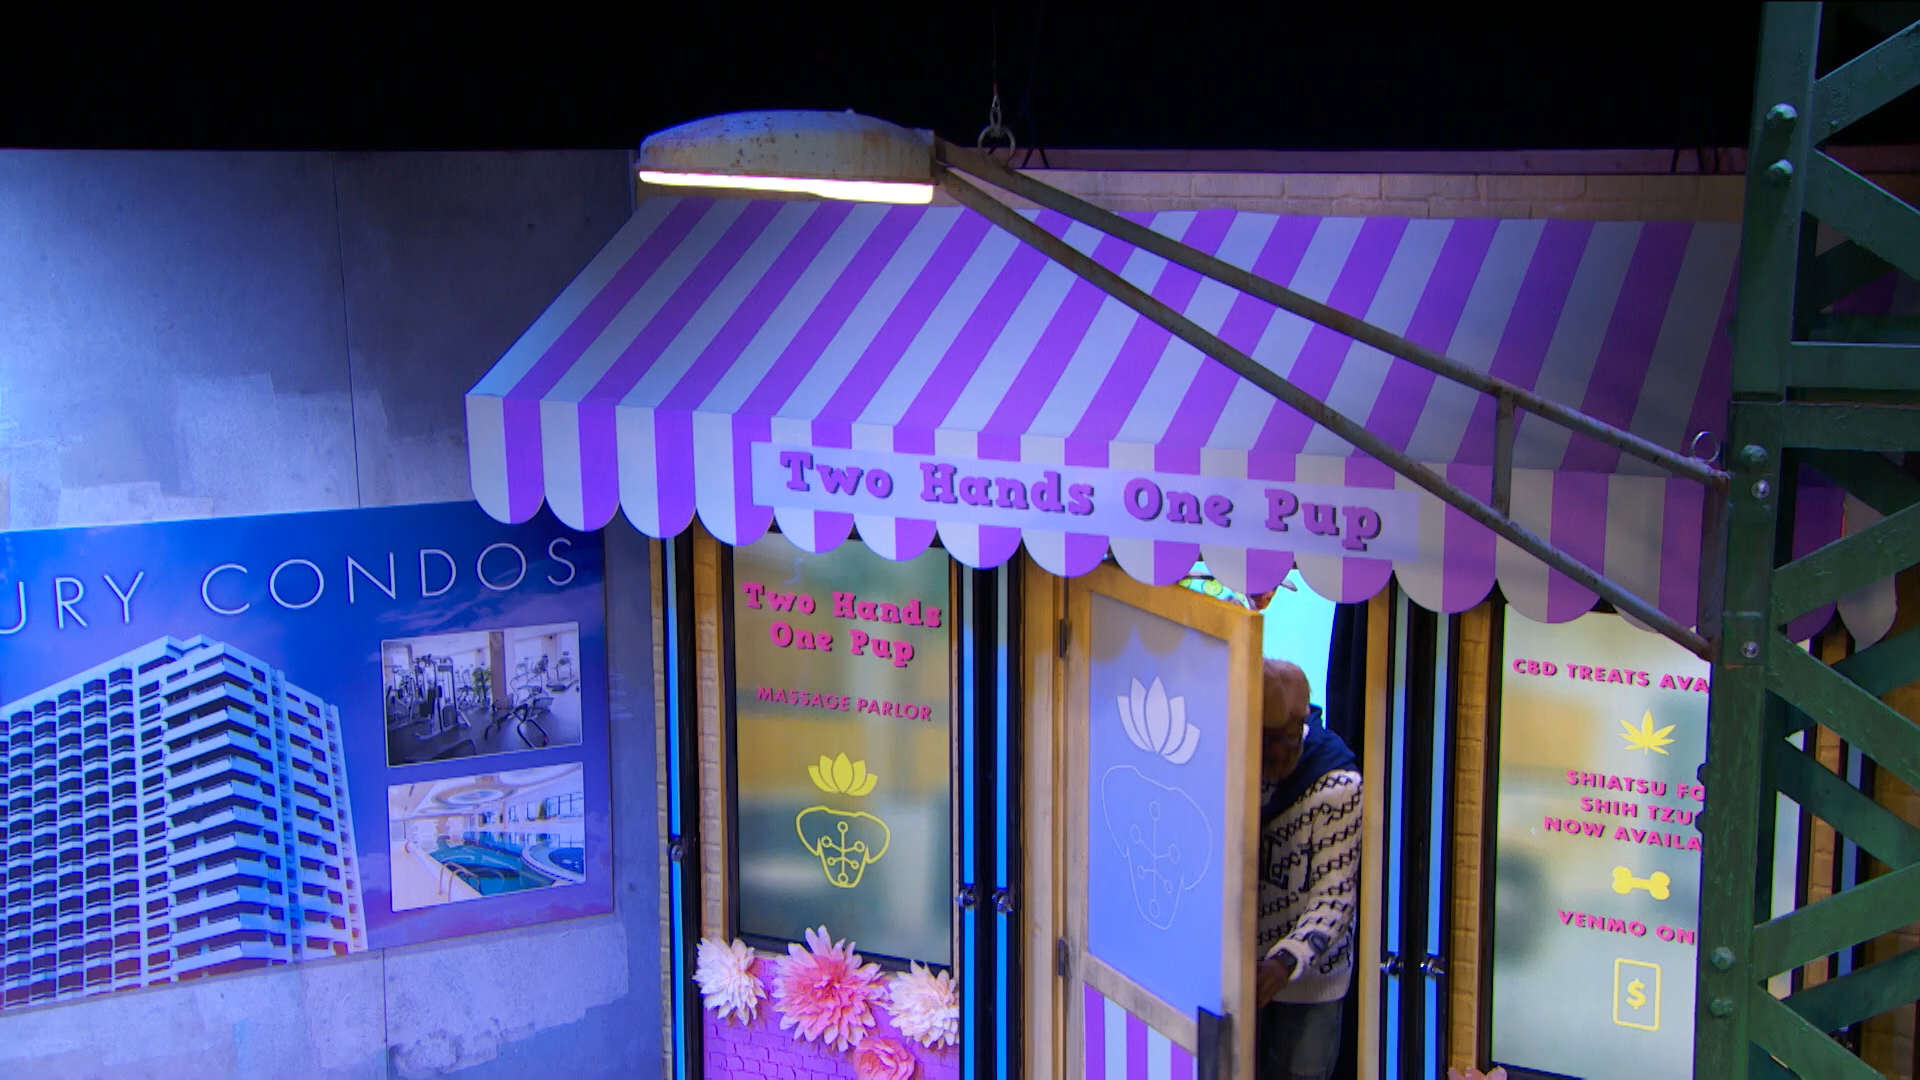 URY CONDOS
Two Hands One Pup
Two Hands
One Pup
MASSAGE PARLOR
CBD TREATS AVA
SHIATSU FO
SHIH TZU
NOW AVAILA
VENMO ON
$